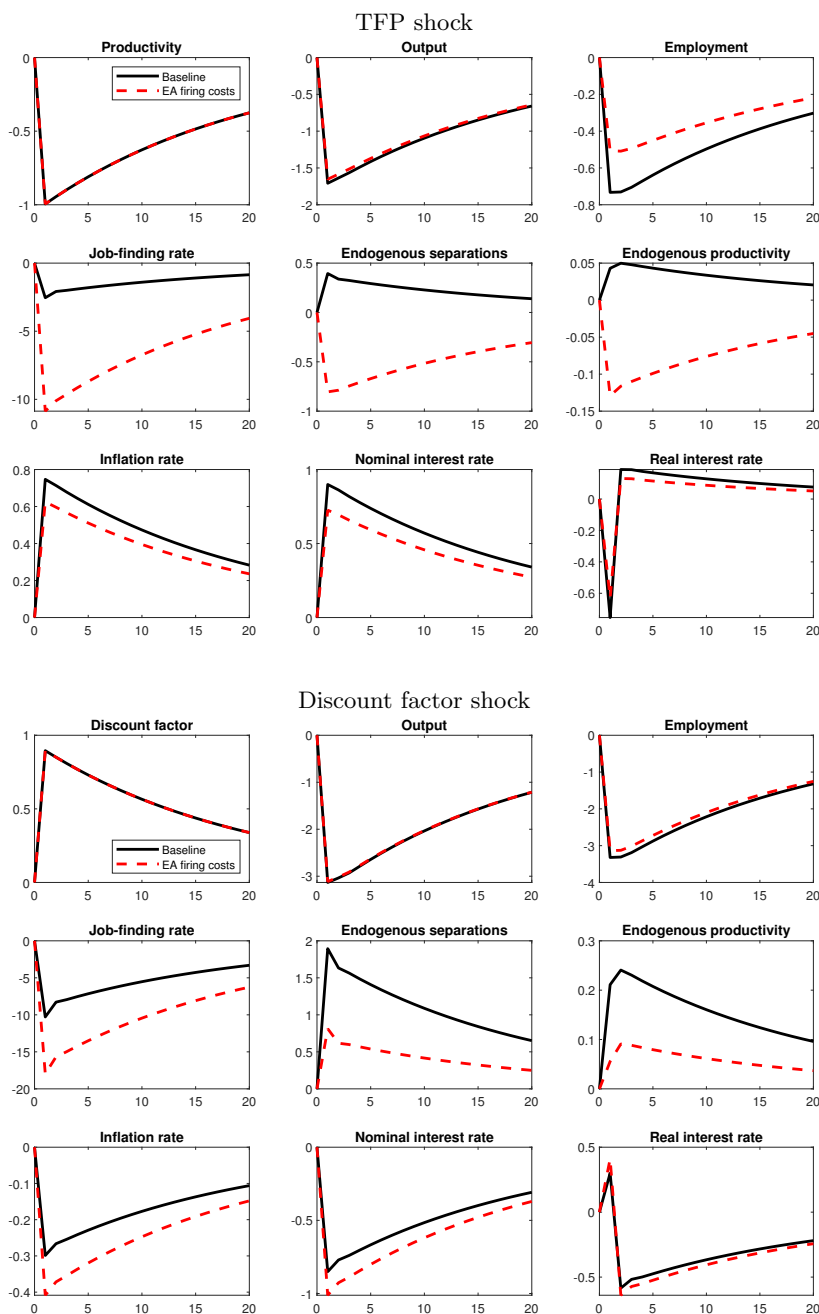 TFP shock
Productivity Output Employment
0 0 0
Baseline
EA firing costs
-0.2
-0.5
-0.5 -1 -0.4
-1.5 -0.6
-1 -2 -0.8
0 5 10 15 20 0 5 10 15 20 0 5 10 15 20
Job-finding rate Endogenous separations Endogenous productivity
0 0.5 0.05
0
-5 0 -0.05
-0.5
-10 -0.1
-1 -0.15
0 5 10 15 20 0 5 10 15 20 0 5 10 15 20
Inflation rate Nominal interest rate Real interest rate
0.8 1
0
0.6
-0.2
0.4 0.5
-0.4
0.2
-0.6
0 0
0 5 10 15 20 0 5 10 15 20 0 5 10 15 20
Discount factor shock
Discount factor Output Employment
1 0 0
-1
-1
0.5 -2
-2
Baseline
EA firing costs
-3
0 -3 -4
0 5 10 15 20 0 5 10 15 20 0 5 10 15 20
Job-finding rate Endogenous separations Endogenous productivity
0 2 0.3
-5 1.5
0.2
-10 1
0.1
-15 0.5
-20 0 0
0 5 10 15 20 0 5 10 15 20 0 5 10 15 20
Inflation rate Nominal interest rate Real interest rate
0 0 0.5
-0.1
0
-0.2 -0.5
-0.3
-0.5
-0.4 -1
0 5 10 15 20 0 5 10 15 20 0 5 10 15 20